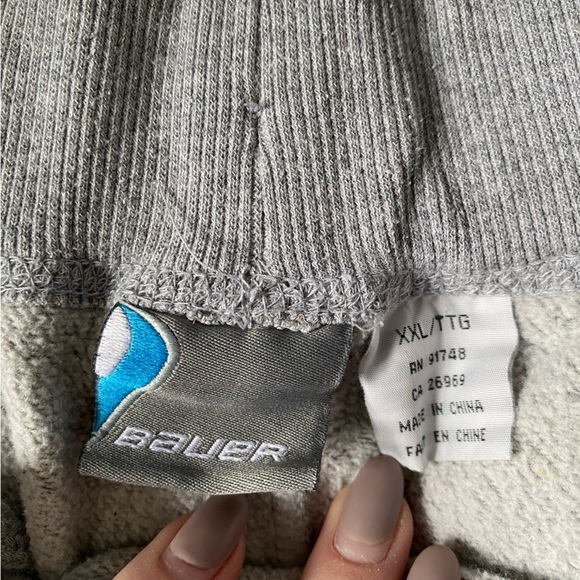 BAUER
XXL/TTG
RN 91748
CA 26969
MADE IN CHINA
FAIT EN CHINE